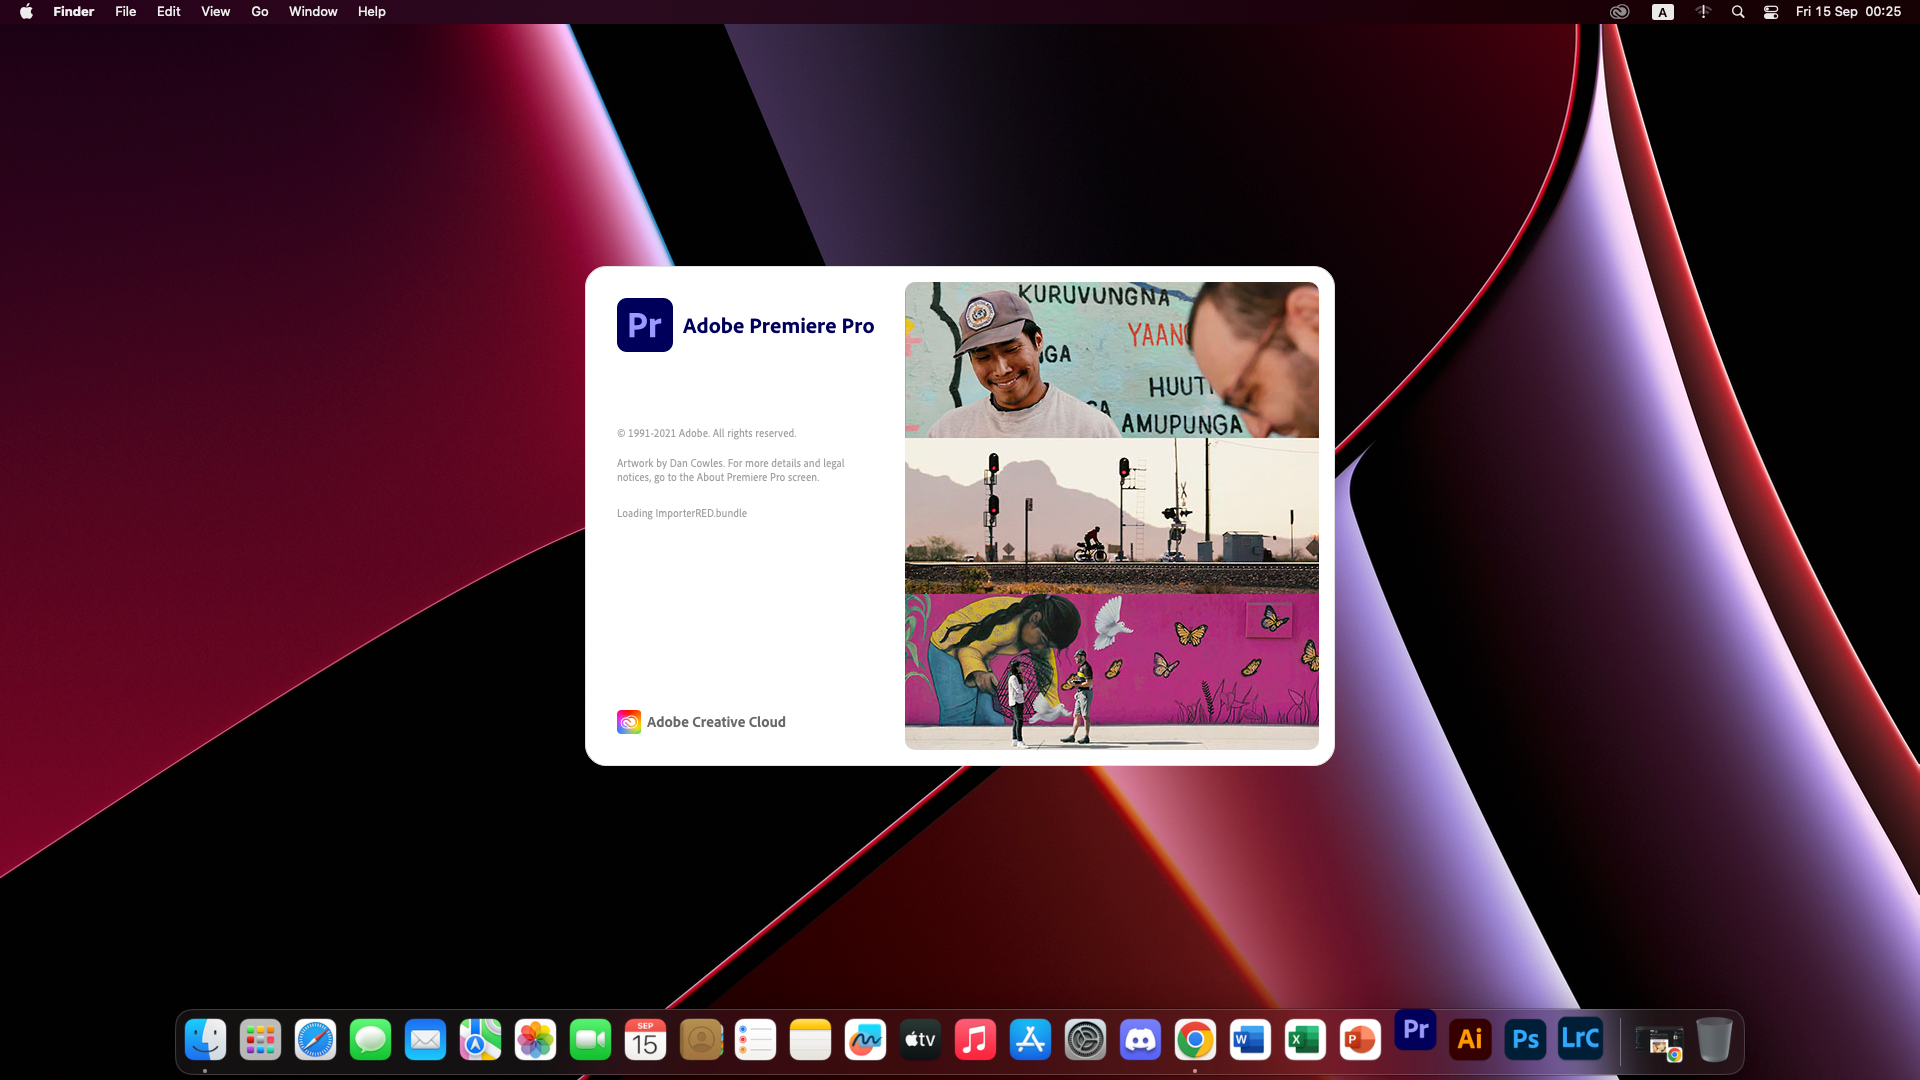 Finder File Edit View Go Window Help
A Fri 15 Sep 00:25
Pr Adobe Premiere Pro
© 1991-2021 Adobe. All rights reserved.
Artwork by Dan Cowles. For more details and legal
notices, go to the About Premiere Pro screen.
Loading ImporterRED.bundle
Adobe Creative Cloud
KURUVUNGNA
YAAN
NGA
HUUT
GA
AMUPUNGA
SEP
15
tv
W
X
P
Pr
Ai
Ps
LrC